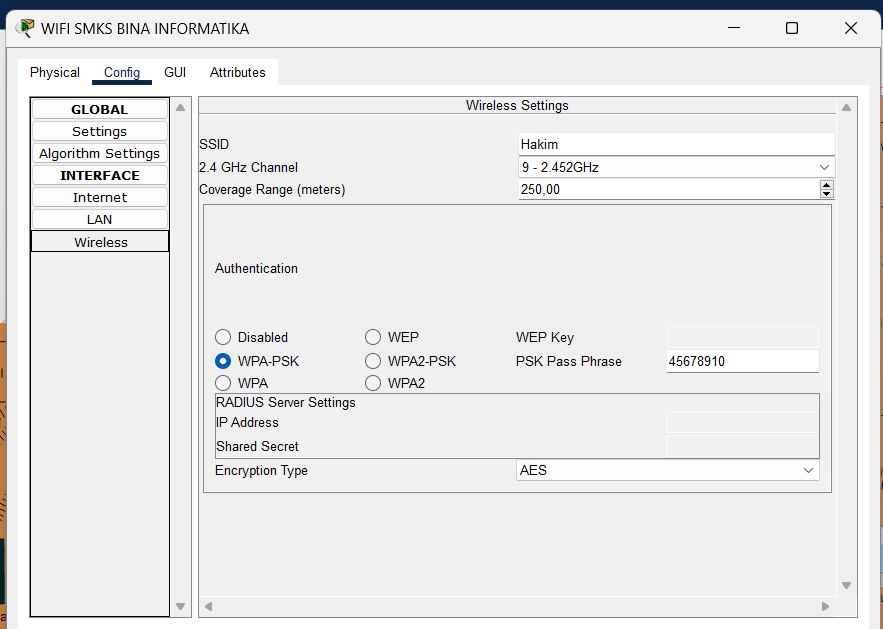 WIFI SMKS BINA INFORMATIKA
Physical Config GUI Attributes
GLOBAL
Settings
Algorithm Settings
INTERFACE
Internet
LAN
Wireless
Wireless Settings
SSID Hakim
2.4 GHz Channel 9 - 2.452GHz
Coverage Range (meters) 250,00
Authentication
Disabled WEP WEP Key
WPA-PSK WPA2-PSK PSK Pass Phrase 45678910
WPA WPA2
RADIUS Server Settings
IP Address
Shared Secret
Encryption Type AES